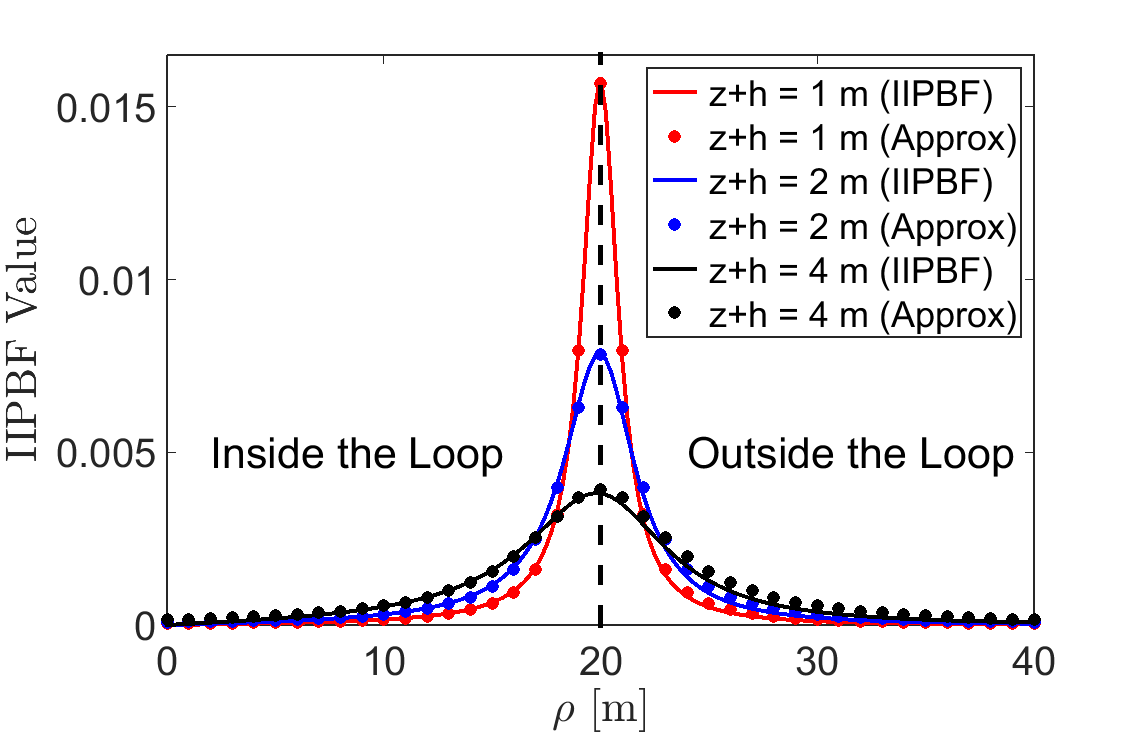 0.015
0.01
0.005
0
IIPBF Value
z+h = 1 m (IIPBF)
z+h = 1 m (Approx)
z+h = 2 m (IIPBF)
z+h = 2 m (Approx)
z+h = 4 m (IIPBF)
z+h = 4 m (Approx)
Inside the Loop
Outside the Loop
0 10 20 30 40
ρ [m]